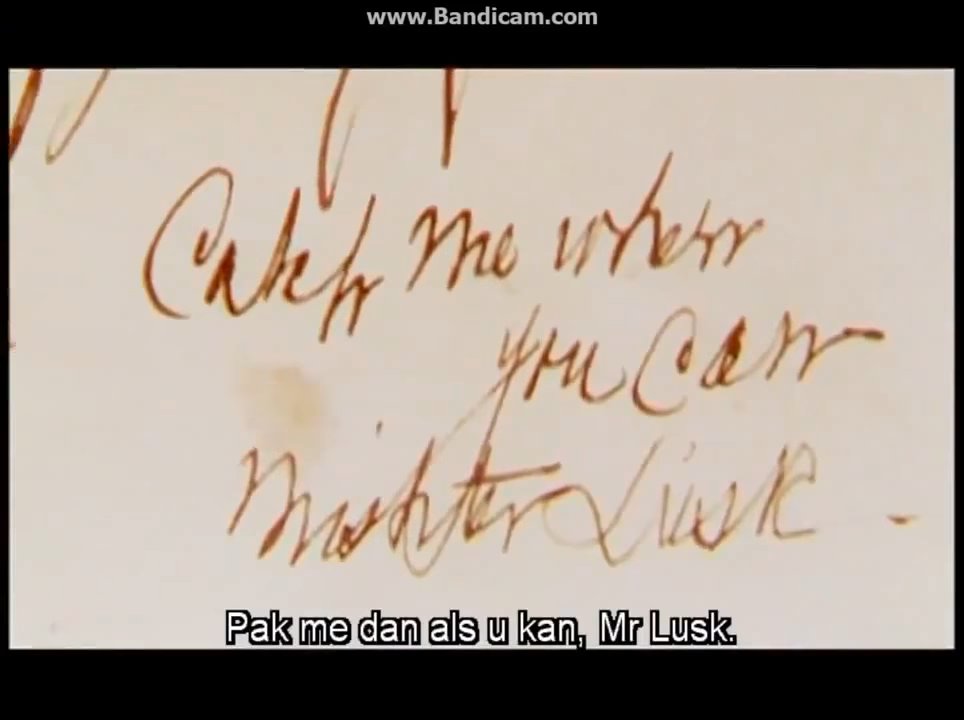 www.Bandicam.com
Catch me when
you Can
Mishter Lusk -
Pak me dan als u kan, Mr Lusk.